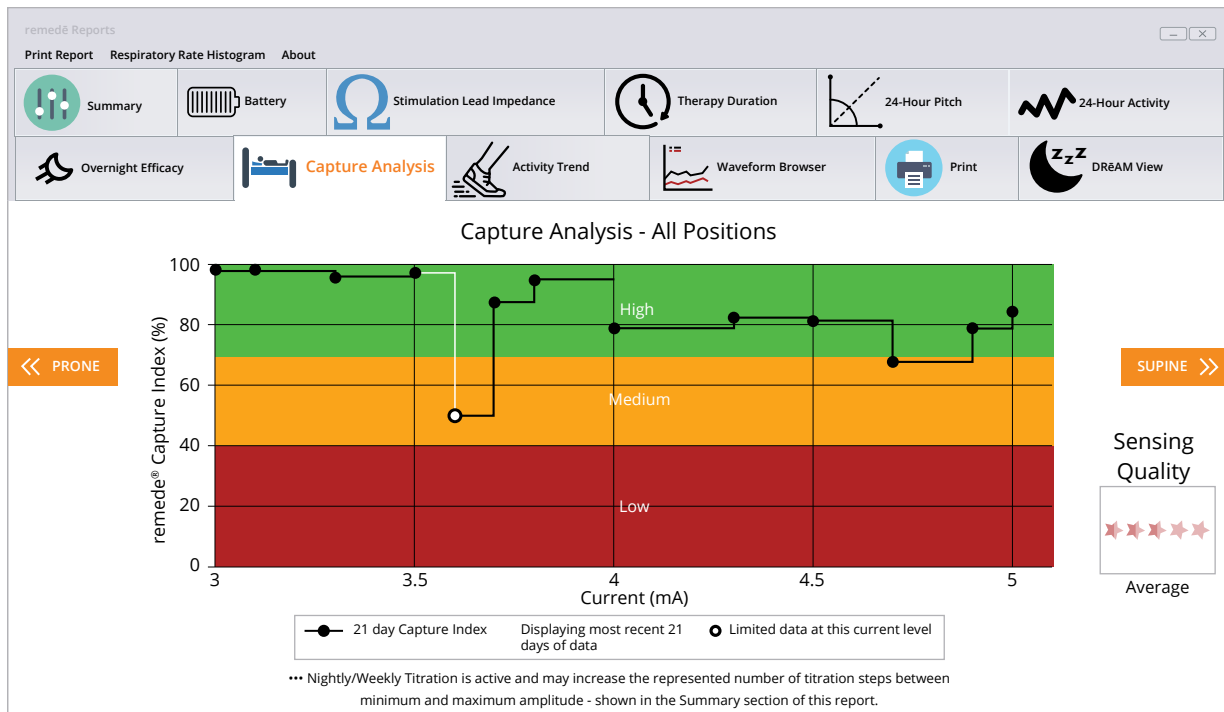 remedē Reports
Print Report Respiratory Rate Histogram About
Summary
Battery
Stimulation Lead Impedance
Therapy Duration
24-Hour Pitch
24-Hour Activity
Overnight Efficacy
Capture Analysis
Activity Trend
Waveform Browser
Print
DRēAM View
Capture Analysis - All Positions
remede® Capture Index (%)
100
80
60
40
20
0
High
Medium
Low
3
3.5
4
4.5
5
Current (mA)
PRONE
SUPINE
Sensing
Quality
Average
21 day Capture Index
Displaying most recent 21
days of data
Limited data at this current level
••• Nightly/Weekly Titration is active and may increase the represented number of titration steps between
minimum and maximum amplitude - shown in the Summary section of this report.